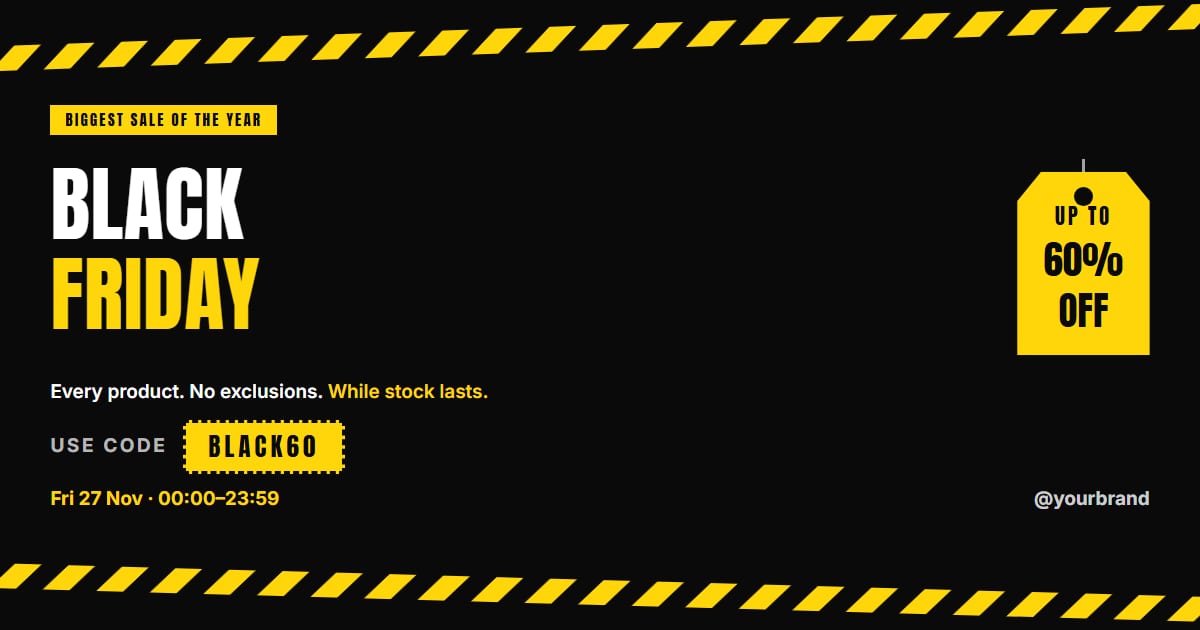 BIGGEST SALE OF THE YEAR
BLACK
FRIDAY
UP TO
60%
OFF
Every product. No exclusions. While stock lasts.
USE CODE BLACK60
Fri 27 Nov · 00:00–23:59
@yourbrand